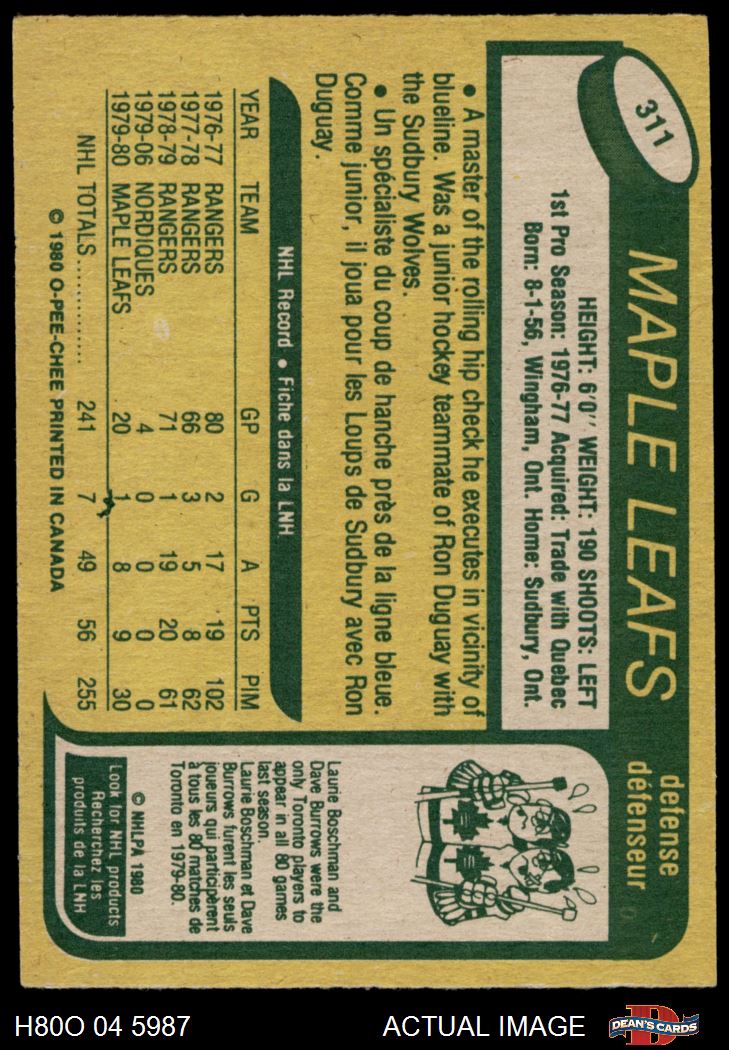 311
MAPLE LEAFS
defense
défenseur
HEIGHT: 6'0" WEIGHT: 190 SHOOTS: LEFT
1st Pro Season: 1976-77 Acquired: Trade with Quebec
Born: 8-1-56, Wingham, Ont. Home: Sudbury, Ont.
• A master of the rolling hip check he executes in vicinity of
blueline. Was a junior hockey teammate of Ron Duguay with
the Sudbury Wolves.
• Un spécialiste du coup de hanche près de la ligne bleue.
Comme junior, il joua pour les Loups de Sudbury avec Ron
Duguay.
NHL Record • Fiche dans la LNH
YEAR TEAM GP G A PTS PIM
1976-77 RANGERS 80 2 17 19 102
1977-78 RANGERS 66 3 5 8 62
1978-79 RANGERS 71 1 19 20 61
1979-06 NORDIQUES 4 0 0 0 0
1979-80 MAPLE LEAFS 20 1 8 9 30
NHL TOTALS ............. 241 7 49 56 255
© 1980 O-PEE-CHEE PRINTED IN CANADA
Laurie Boschman and
Dave Burrows were the
only Toronto players to
appear in all 80 games
last season.
Laurie Boschman et Dave
Burrows furent les seuls
joueurs qui participèrent
à tous les 80 matches de
Toronto en 1979-80.
© NHLPA 1980
Look for NHL products
Recherchez les
produits de la LNH
H80O 04 5987
ACTUAL IMAGE
DEAN'S CARDS